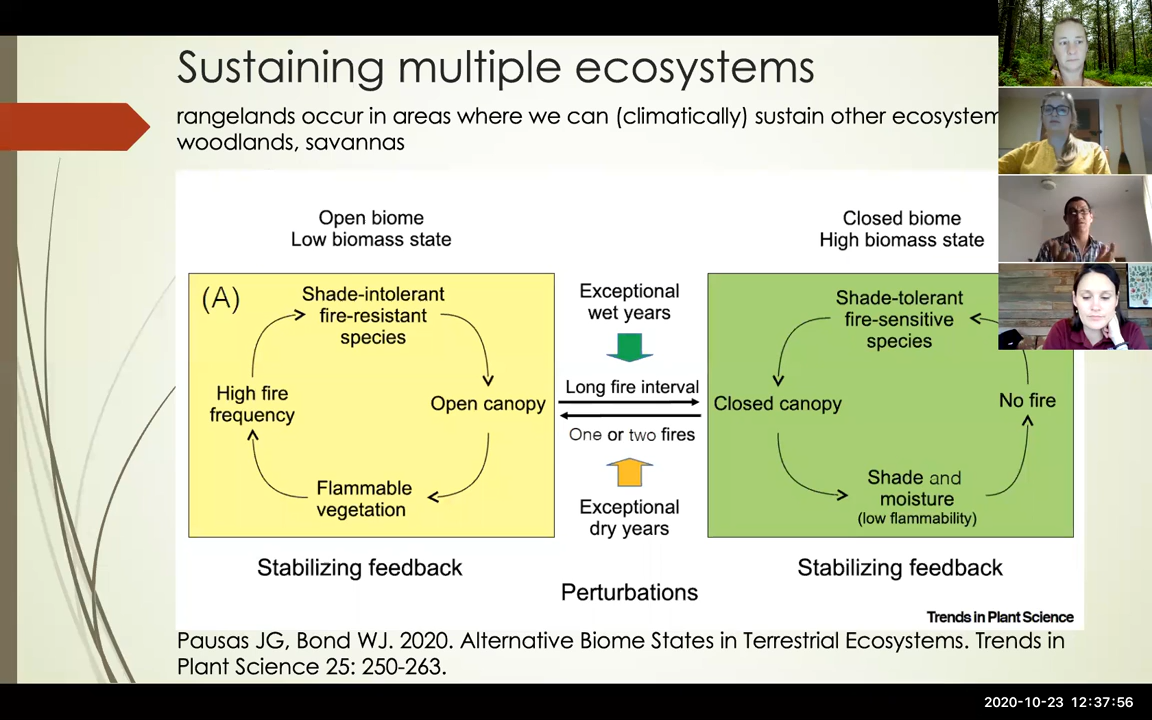 Sustaining multiple ecosystems
rangelands occur in areas where we can (climatically) sustain other ecosystem
woodlands, savannas
Open biome
Low biomass state
Closed biome
High biomass state
(A)
Shade-intolerant
fire-resistant
species
High fire
frequency
Open canopy
Flammable
vegetation
Exceptional
wet years
Long fire interval
One or two fires
Exceptional
dry years
Shade-tolerant
fire-sensitive
species
Closed canopy
No fire
Shade and
moisture
(low flammability)
Stabilizing feedback
Perturbations
Stabilizing feedback
Trends in Plant Science
Pausas JG, Bond WJ. 2020. Alternative Biome States in Terrestrial Ecosystems. Trends in
Plant Science 25: 250-263.
2020-10-23 12:37:56